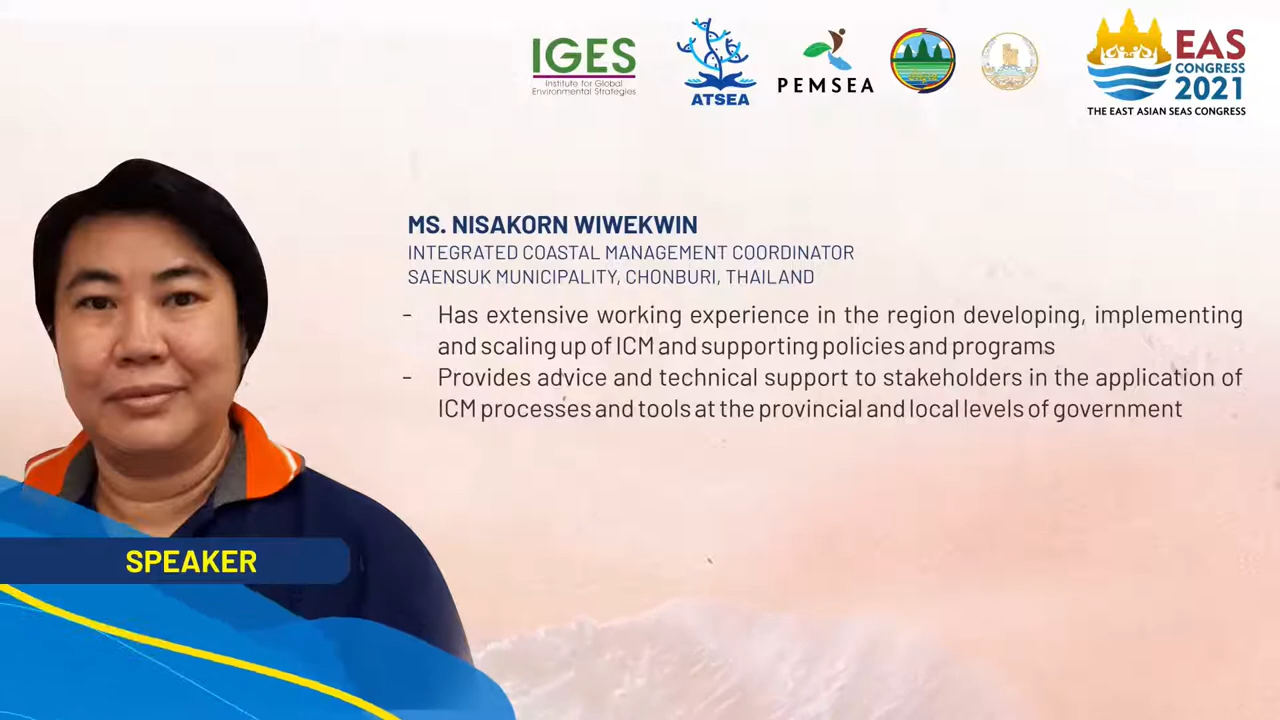 IGES
Institute for Global
Environmental Strategies
ATSEA
PEMSEA
EAS
CONGRESS
2021
THE EAST ASIAN SEAS CONGRESS
MS. NISAKORN WIWEKWIN
INTEGRATED COASTAL MANAGEMENT COORDINATOR
SAENSUK MUNICIPALITY, CHONBURI, THAILAND
- Has extensive working experience in the region developing, implementing
and scaling up of ICM and supporting policies and programs
- Provides advice and technical support to stakeholders in the application of
ICM processes and tools at the provincial and local levels of government
SPEAKER